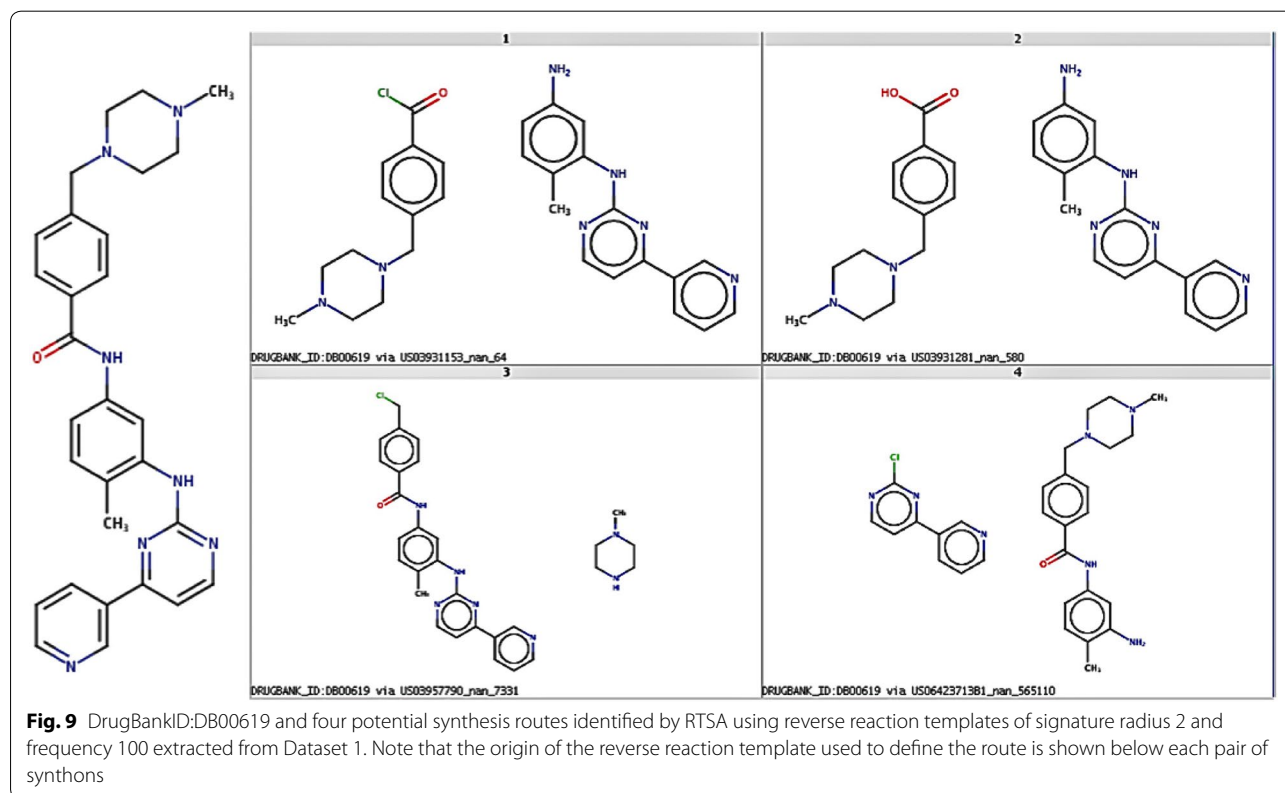 1
2
N
CH₃
N
O
NH
NH
CH₃
N
N
N
Cl
O
N
N
H₃C
NH₂
NH
CH₃
N
N
N
DRUGBANK_ID:DB00619 via US03931153_nan_64
HO
O
N
N
H₃C
NH₂
NH
CH₃
N
N
N
DRUGBANK_ID:DB00619 via US03931281_nan_580
3
4
Cl
O
NH
NH
CH₃
N
N
N
CH₃
N
N
H
DRUGBANK_ID:DB00619 via US03957790_nan_7331
Cl
N
N
N
CH₃
N
N
O
NH
NH₂
CH₃
DRUGBANK_ID:DB00619 via US06423713B1_nan_565110
Fig. 9 DrugBankID:DB00619 and four potential synthesis routes identified by RTSA using reverse reaction templates of signature radius 2 and
frequency 100 extracted from Dataset 1. Note that the origin of the reverse reaction template used to define the route is shown below each pair of
synthons